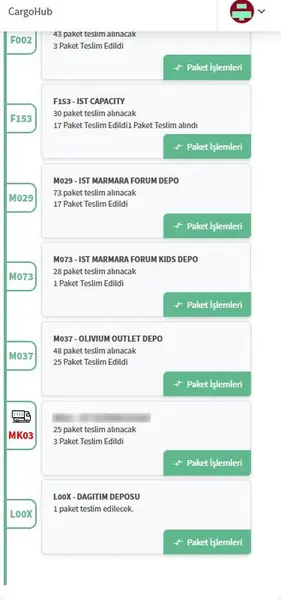 CargoHub
F002
43 paket teslim alınacak
3 Paket Teslim Edildi
Paket İşlemleri
F153
F153 - IST CAPACITY
30 paket teslim alınacak
17 Paket Teslim Edildi1 Paket Teslim alındı
Paket İşlemleri
M029
M029 - IST MARMARA FORUM DEPO
73 paket teslim alınacak
17 Paket Teslim Edildi
Paket İşlemleri
M073
M073 - IST MARMARA FORUM KIDS DEPO
28 paket teslim alınacak
1 Paket Teslim Edildi
Paket İşlemleri
M037
M037 - OLIVIUM OUTLET DEPO
48 paket teslim alınacak
25 Paket Teslim Edildi
Paket İşlemleri
MK03
25 paket teslim alınacak
3 Paket Teslim Edildi
Paket İşlemleri
L00X
L00X - DAGITIM DEPOSU
1 paket teslim edilecek.
Paket İşlemleri